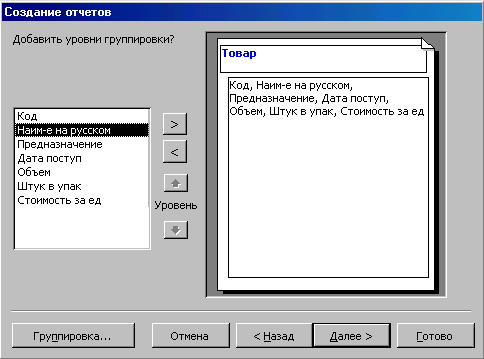 Создание отчетов
Добавить уровни группировки?
Товар
Код, Наим-е на русском,
Предназначение, Дата поступ,
Объем, Штук в упак, Стоимость за ед
Код
Наим-е на русском
Предназначение
Дата поступ
Объем
Штук в упак
Стоимость за ед
>
<
Уровень
Группировка...
Отмена
< Назад
Далее >
Готово